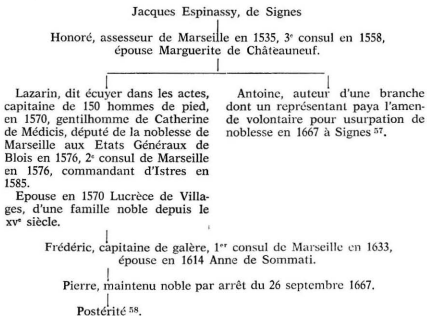 Jacques Espinassy, de Signes
Honoré, assesseur de Marseille en 1535, 3e consul en 1558,
épouse Marguerite de Châteauneuf.
Lazarin, dit écuyer dans les actes,
capitaine de 150 hommes de pied,
en 1570, gentilhomme de Catherine
de Médicis, député de la noblesse de
Marseille aux Etats Généraux de
Blois en 1576, 2e consul de Marseille
en 1576, commandant d'Istres en
1585.
Epouse en 1570 Lucrèce de Villa-
ges, d'une famille noble depuis le
XVe siècle.
Antoine, auteur d'une branche
dont un représentant paya l'amen-
de volontaire pour usurpation de
noblesse en 1667 à Signes 57.
Frédéric, capitaine de galère, 1er consul de Marseille en 1633,
épouse en 1614 Anne de Sommati.
Pierre, maintenu noble par arrêt du 26 septembre 1667.
Postérité 58.